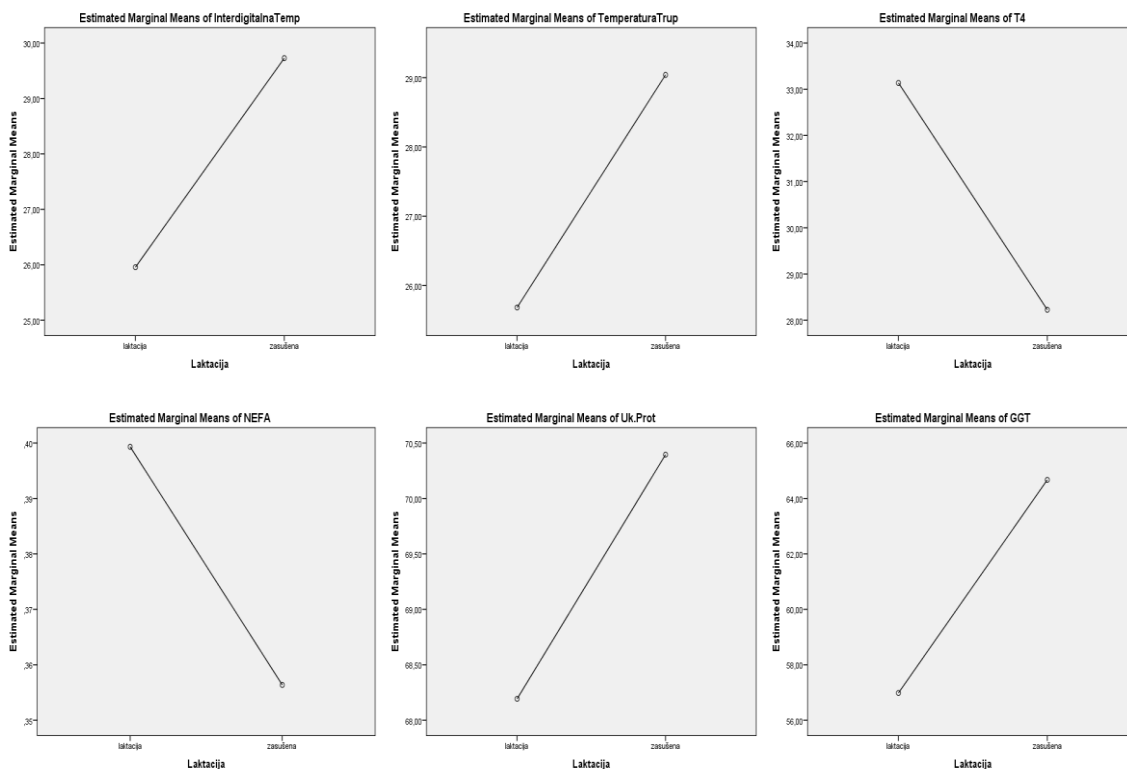 Estimated Marginal Means of InterdigitalnaTemp
Estimated Marginal Means
30,00
29,00
28,00
27,00
26,00
25,00
laktacija
zasušena
Laktacija
Estimated Marginal Means of TemperaturaTrup
Estimated Marginal Means
29,00
28,00
27,00
26,00
laktacija
zasušena
Laktacija
Estimated Marginal Means of T4
Estimated Marginal Means
34,00
33,00
32,00
31,00
30,00
29,00
28,00
laktacija
zasušena
Laktacija
Estimated Marginal Means of NEFA
Estimated Marginal Means
,40
,39
,38
,37
,36
,35
laktacija
zasušena
Laktacija
Estimated Marginal Means of Uk.Prot
Estimated Marginal Means
70,50
70,00
69,50
69,00
68,50
68,00
laktacija
zasušena
Laktacija
Estimated Marginal Means of GGT
Estimated Marginal Means
66,00
64,00
62,00
60,00
58,00
56,00
laktacija
zasušena
Laktacija